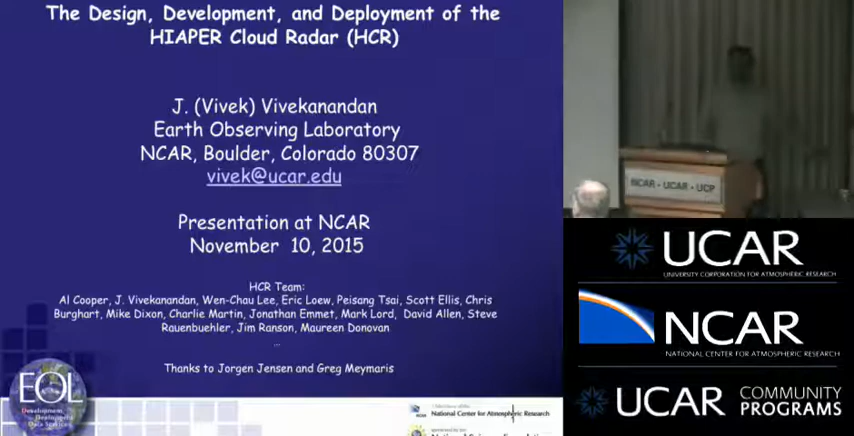 The Design, Development, and Deployment of the
HIAPER Cloud Radar (HCR)
J. (Vivek) Vivekanandan
Earth Observing Laboratory
NCAR, Boulder, Colorado 80307
vivek@ucar.edu
Presentation at NCAR
November 10, 2015
HCR Team:
Al Cooper, J. Vivekanandan, Wen-Chau Lee, Eric Loew, Peisang Tsai, Scott Ellis, Chris
Burghart, Mike Dixon, Charlie Martin, Jonathan Emmet, Mark Lord, David Allen, Steve
Rauenbuehler, Jim Ranson, Maureen Donovan
...
Thanks to Jorgen Jensen and Greg Meymaris
EOL
Development
Deployment
Data Services
National Center for Atmospheric Research
NCAR • UCAR • UCP
UCAR
UNIVERSITY CORPORATION FOR ATMOSPHERIC RESEARCH
NCAR
NATIONAL CENTER FOR ATMOSPHERIC RESEARCH
UCAR COMMUNITY
PROGRAMS